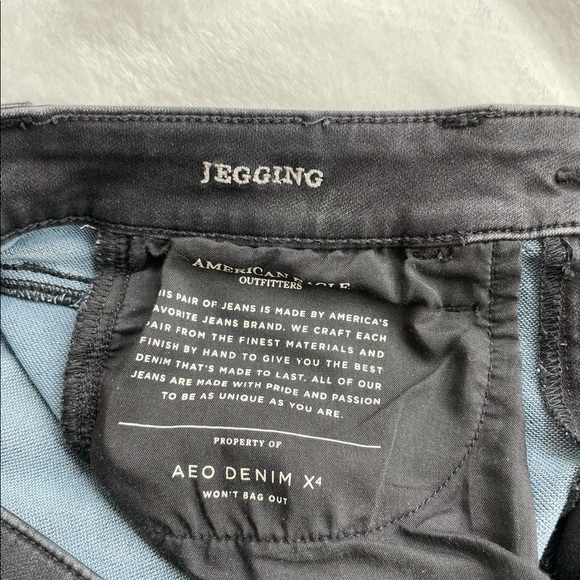 JEGGING
AMERICAN EAGLE
OUTFITTERS
IS PAIR OF JEANS IS MADE BY AMERICA'S
AVORITE JEANS BRAND. WE CRAFT EACH
AIR FROM THE FINEST MATERIALS AND
FINISH BY HAND TO GIVE YOU THE BEST
DENIM THAT'S MADE TO LAST. ALL OF OUR
JEANS ARE MADE WITH PRIDE AND PASSION
TO BE AS UNIQUE AS YOU ARE.
PROPERTY OF
AEO DENIM X⁴
WON'T BAG OUT